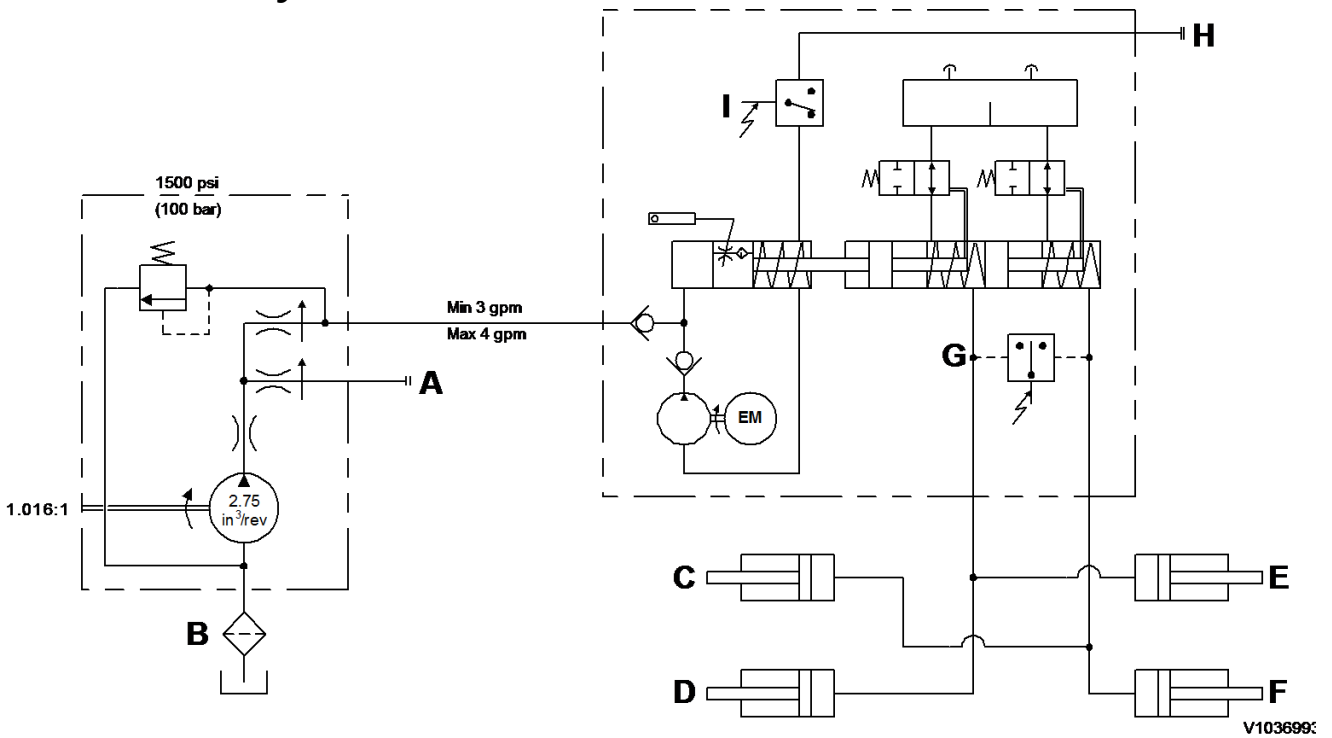 H
I
1500 psi
(100 bar)
Min 3 gpm
Max 4 gpm
G
A
EM
2.75
in³/rev
1.016:1
C
E
B
D
F